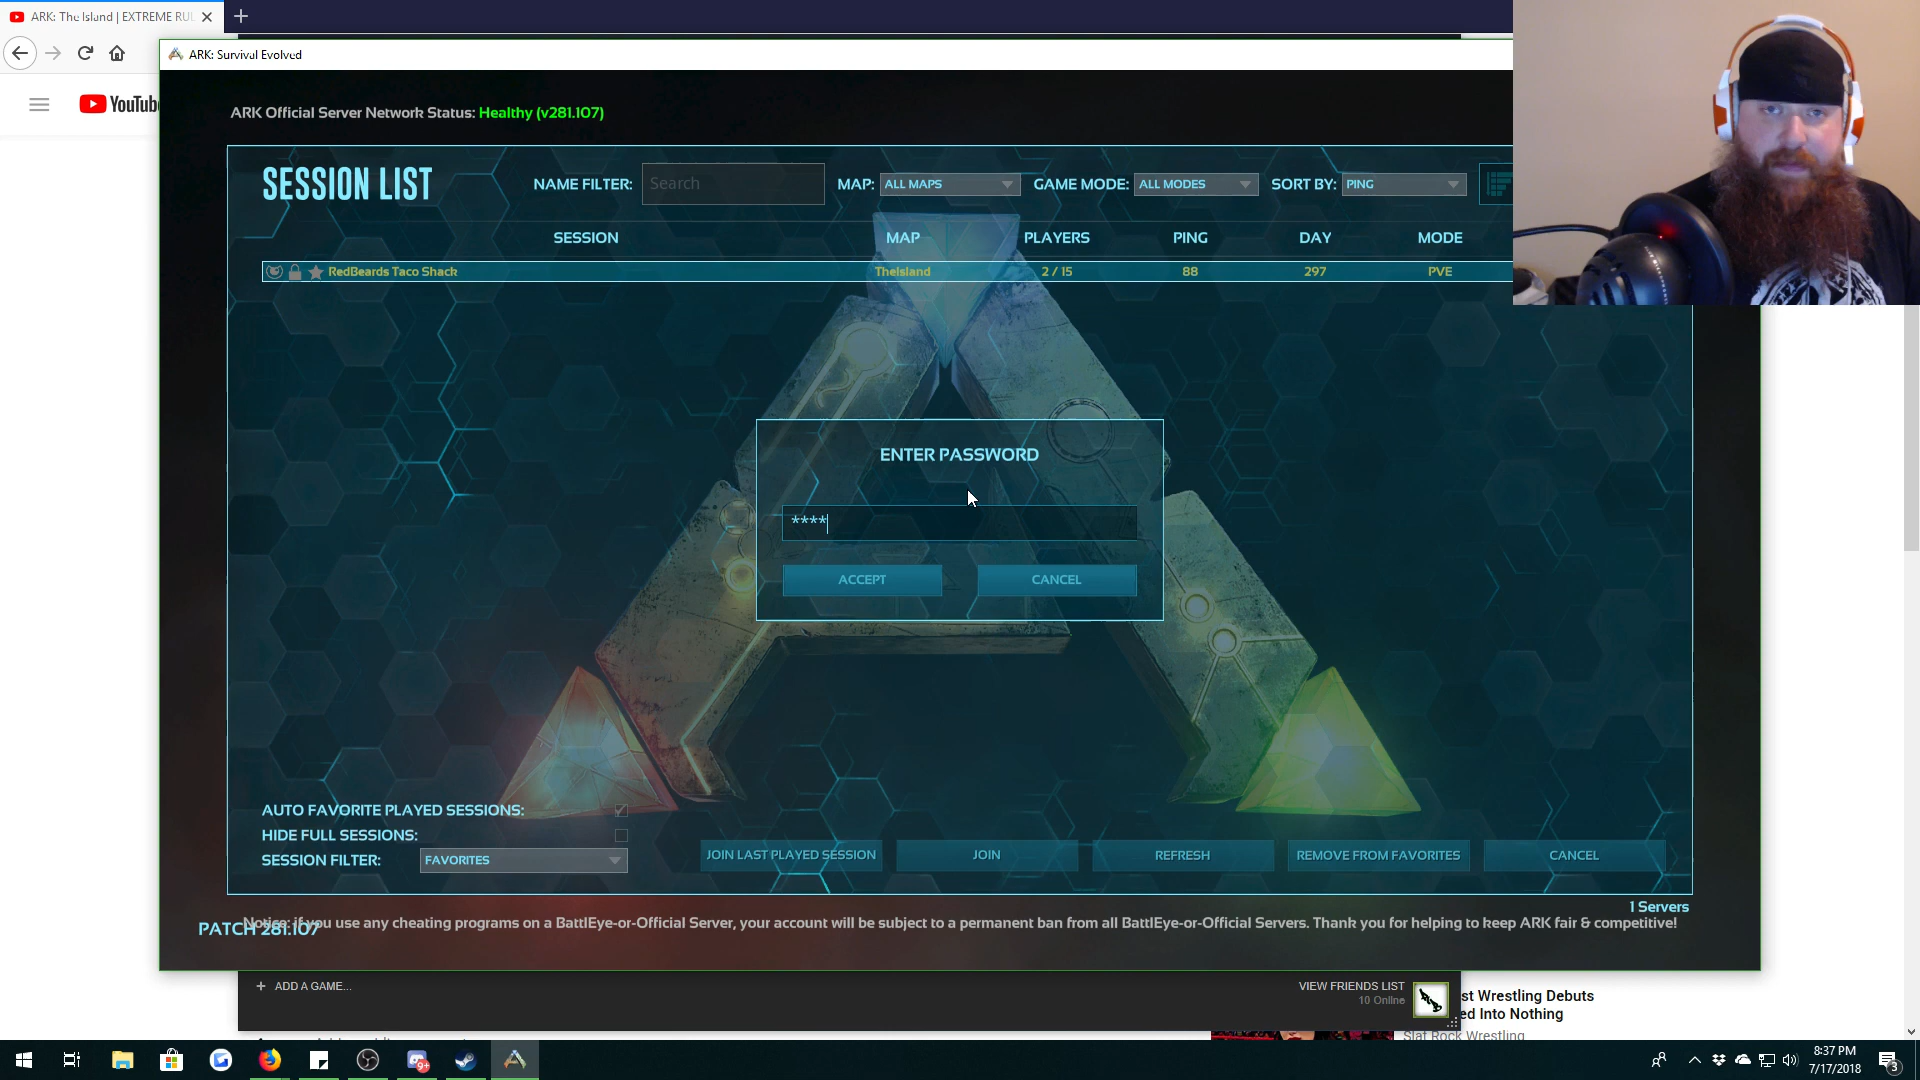 ARK: The Island | EXTREME RUL
ARK: Survival Evolved
YouTub
ARK Official Server Network Status: Healthy (v281.107)
SESSION LIST
NAME FILTER: Search
MAP: ALL MAPS
GAME MODE: ALL MODES
SORT BY: PING
SESSION MAP PLAYERS PING DAY MODE
RedBeards Taco Shack TheIsland 2 / 15 88 297 PVE
ENTER PASSWORD
****
ACCEPT CANCEL
AUTO FAVORITE PLAYED SESSIONS:
HIDE FULL SESSIONS:
SESSION FILTER: FAVORITES
JOIN LAST PLAYED SESSION JOIN REFRESH REMOVE FROM FAVORITES CANCEL
1 Servers
Notice: if you use any cheating programs on a BattlEye-or-Official Server, your account will be subject to a permanent ban from all BattlEye-or-Official Servers. Thank you for helping to keep ARK fair & competitive!
PATCH 281.107
+ ADD A GAME...
VIEW FRIENDS LIST
10 Online
st Wrestling Debuts
ed Into Nothing
Slat Rock Wrestling
9+
8:37 PM
7/17/2018
3